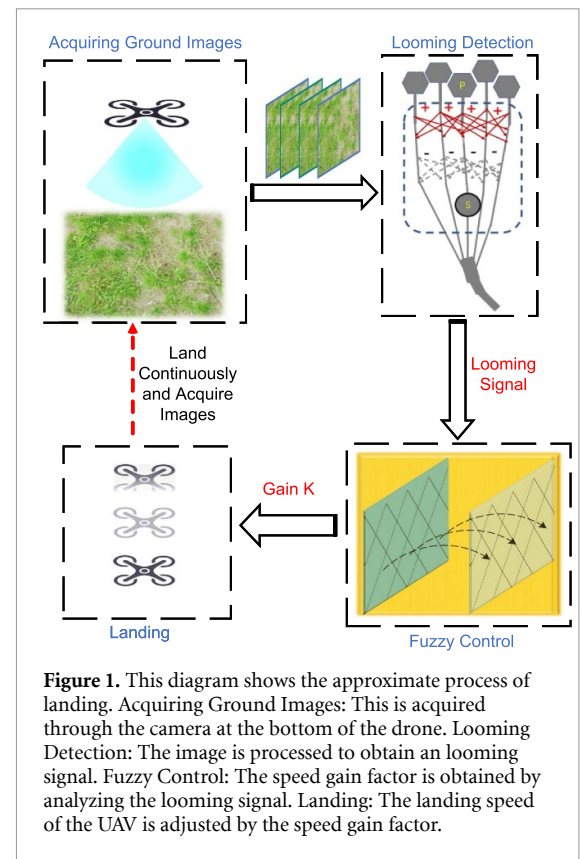 Acquiring Ground Images
Looming Detection
P
+ + + +
- - - -
S
Land
Continuously
and Acquire
Images
Looming
Signal
Gain K
Landing
Fuzzy Control
Figure 1. This diagram shows the approximate process of
landing. Acquiring Ground Images: This is acquired
through the camera at the bottom of the drone. Looming
Detection: The image is processed to obtain an looming
signal. Fuzzy Control: The speed gain factor is obtained by
analyzing the looming signal. Landing: The landing speed
of the UAV is adjusted by the speed gain factor.